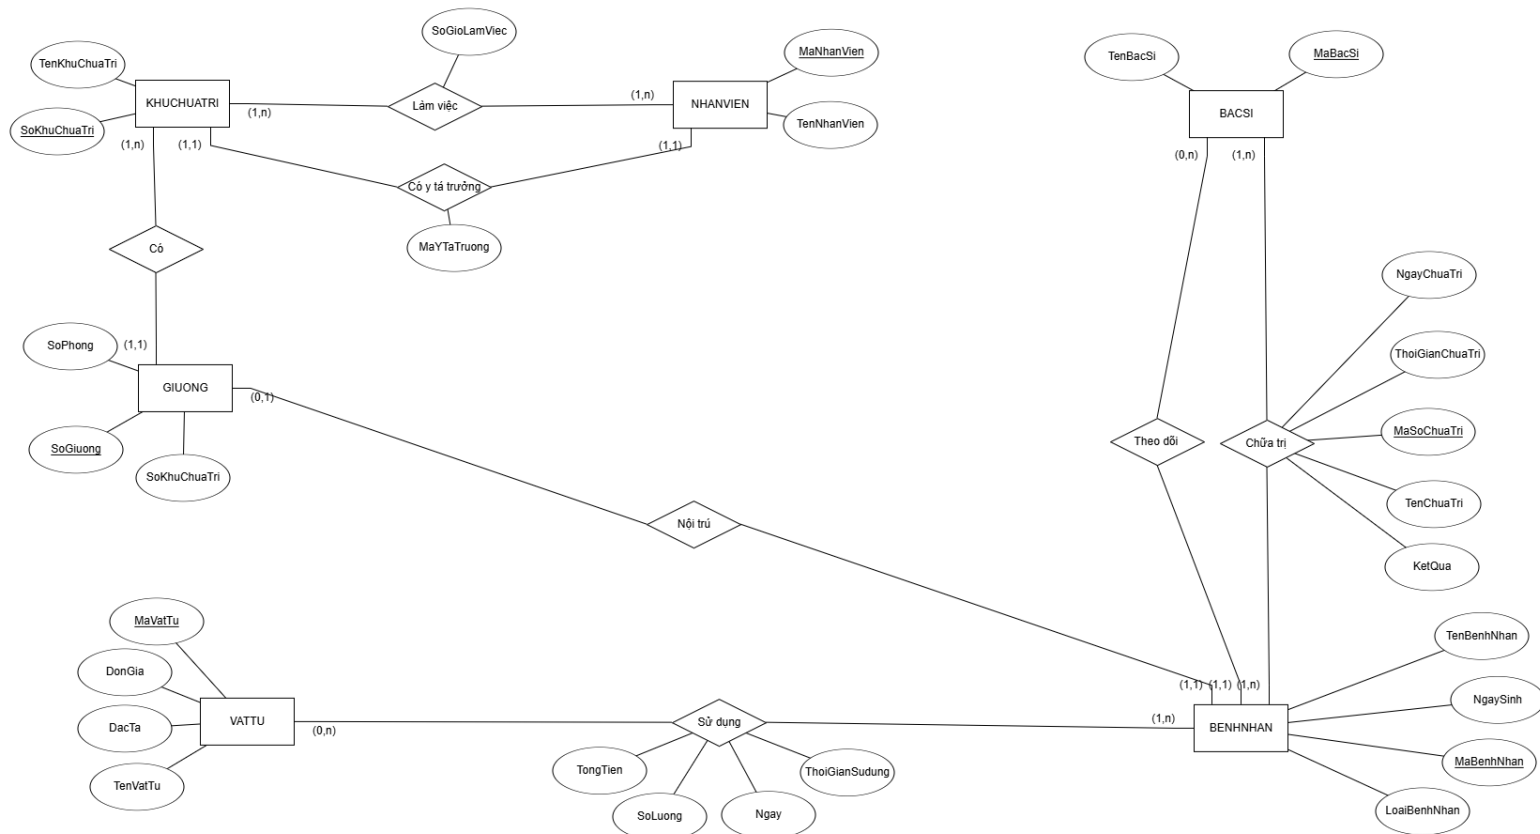 SoGioLamViec
TenKhuChuaTri
MaNhanVien
TenBacSi
MaBacSi
KHUCHUATRI
Làm việc
NHANVIEN
BACSI
(1,n)
(1,n)
SoKhuChuaTri
TenNhanVien
(1,n)
(1,1)
(1,1)
(0,n)
(1,n)
Có y tá trưởng
Có
MaYTaTruong
NgayChuaTri
SoPhong
(1,1)
ThoiGianChuaTri
GIUONG
(0,1)
MaSoChuaTri
SoGiuong
Theo dõi
Chữa trị
SoKhuChuaTri
TenChuaTri
Nội trú
KetQua
MaVatTu
TenBenhNhan
DonGia
(1,1)
(1,1)
(1,n)
NgaySinh
VATTU
Sử dụng
(1,n)
BENHNHAN
DacTa
(0,n)
MaBenhNhan
TongTien
ThoiGianSudung
TenVatTu
LoaiBenhNhan
SoLuong
Ngay